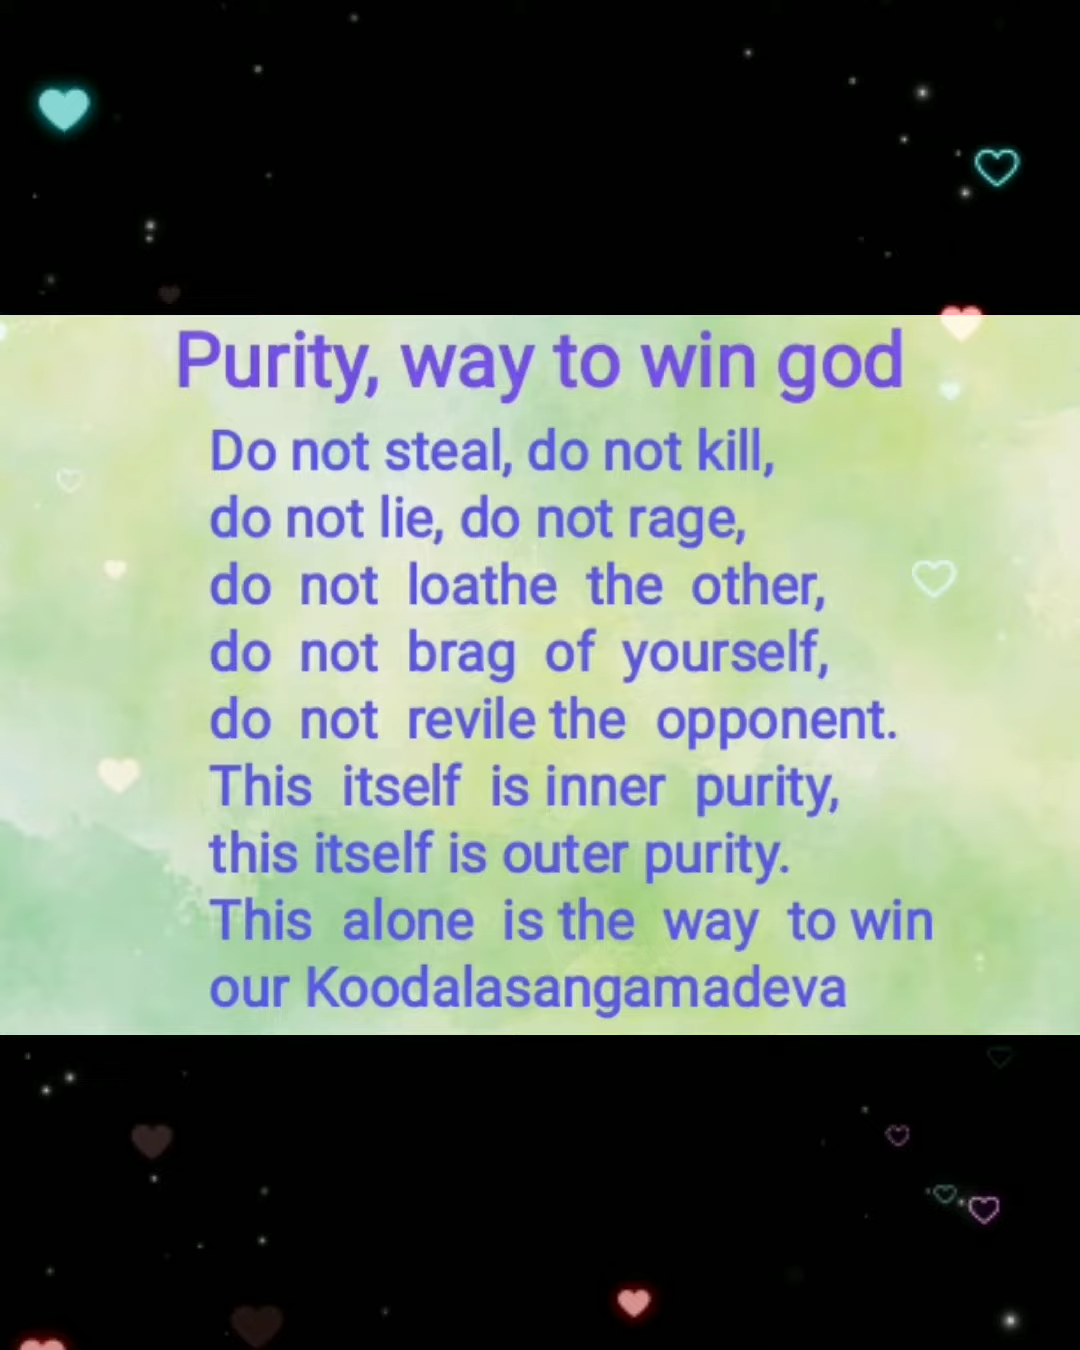 Purity, way to win god
Do not steal, do not kill,
do not lie, do not rage,
do not loathe the other,
do not brag of yourself,
do not revile the opponent.
This itself is inner purity,
this itself is outer purity.
This alone is the way to win
our Koodalasangamadeva